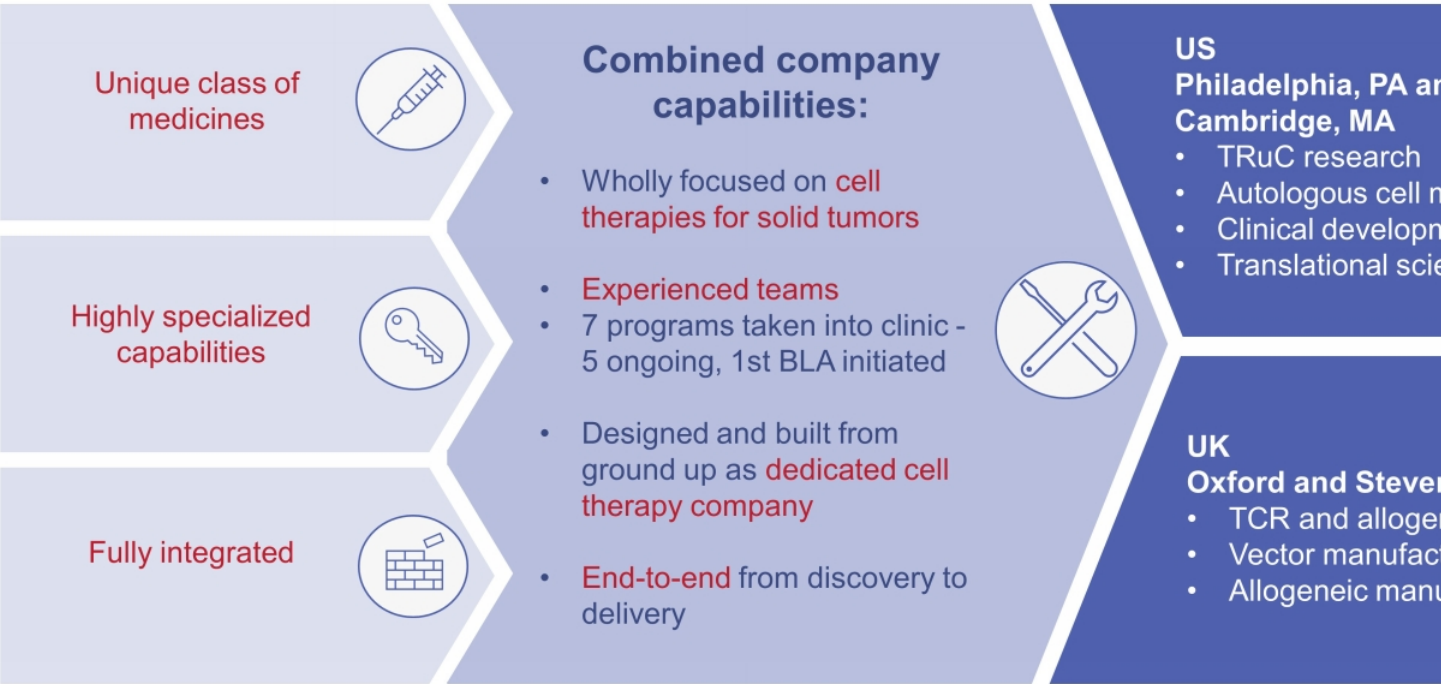 Unique class of
medicines
Highly specialized
capabilities
Fully integrated
Combined company
capabilities:
• Wholly focused on cell
therapies for solid tumors
• Experienced teams
• 7 programs taken into clinic -
5 ongoing, 1st BLA initiated
• Designed and built from
ground up as dedicated cell
therapy company
• End-to-end from discovery to
delivery
US
Philadelphia, PA
Cambridge, MA
• TRuC research
• Autologous cell
• Clinical
• Translational
UK
Oxford and
• TCR and
• Vector
• Allogeneic